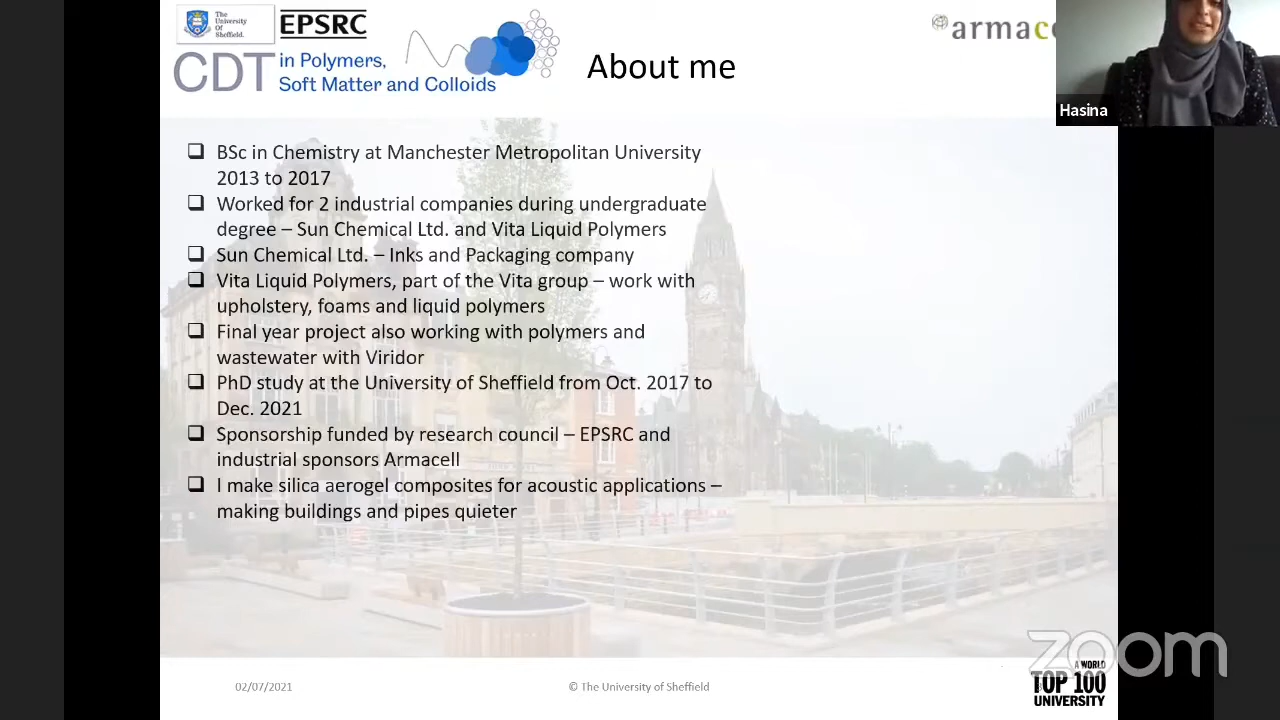 The
University
Of
Sheffield.
EPSRC
CDT
in Polymers,
Soft Matter and Colloids
About me
armace
Hasina
❑ BSc in Chemistry at Manchester Metropolitan University
2013 to 2017
❑ Worked for 2 industrial companies during undergraduate
degree – Sun Chemical Ltd. and Vita Liquid Polymers
❑ Sun Chemical Ltd. – Inks and Packaging company
❑ Vita Liquid Polymers, part of the Vita group – work with
upholstery, foams and liquid polymers
❑ Final year project also working with polymers and
wastewater with Viridor
❑ PhD study at the University of Sheffield from Oct. 2017 to
Dec. 2021
❑ Sponsorship funded by research council – EPSRC and
industrial sponsors Armacell
❑ I make silica aerogel composites for acoustic applications –
making buildings and pipes quieter
zoom
02/07/2021
© The University of Sheffield
A WORLD
TOP 100
UNIVERSITY